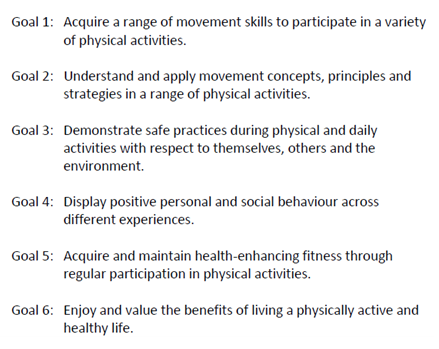 Goal 1: Acquire a range of movement skills to participate in a variety
of physical activities.
Goal 2: Understand and apply movement concepts, principles and
strategies in a range of physical activities.
Goal 3: Demonstrate safe practices during physical and daily
activities with respect to themselves, others and the
environment.
Goal 4: Display positive personal and social behaviour across
different experiences.
Goal 5: Acquire and maintain health-enhancing fitness through
regular participation in physical activities.
Goal 6: Enjoy and value the benefits of living a physically active and
healthy life.